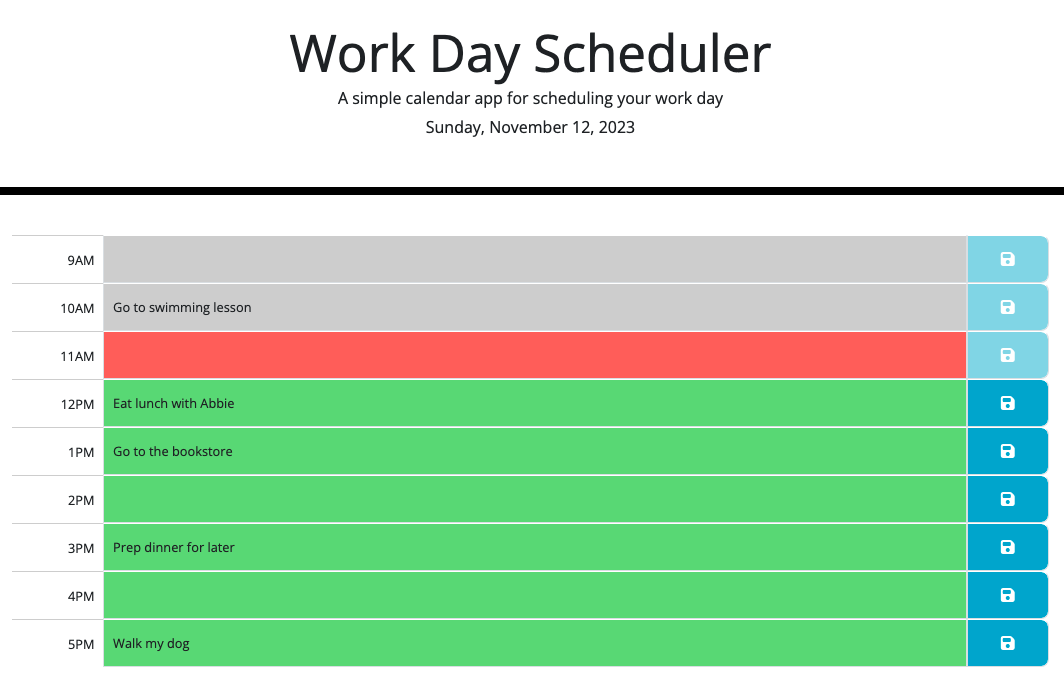 Work Day Scheduler
A simple calendar app for scheduling your work day
Sunday, November 12, 2023
9AM
10AM Go to swimming lesson
11AM
12PM Eat lunch with Abbie
1PM Go to the bookstore
2PM
3PM Prep dinner for later
4PM
5PM Walk my dog